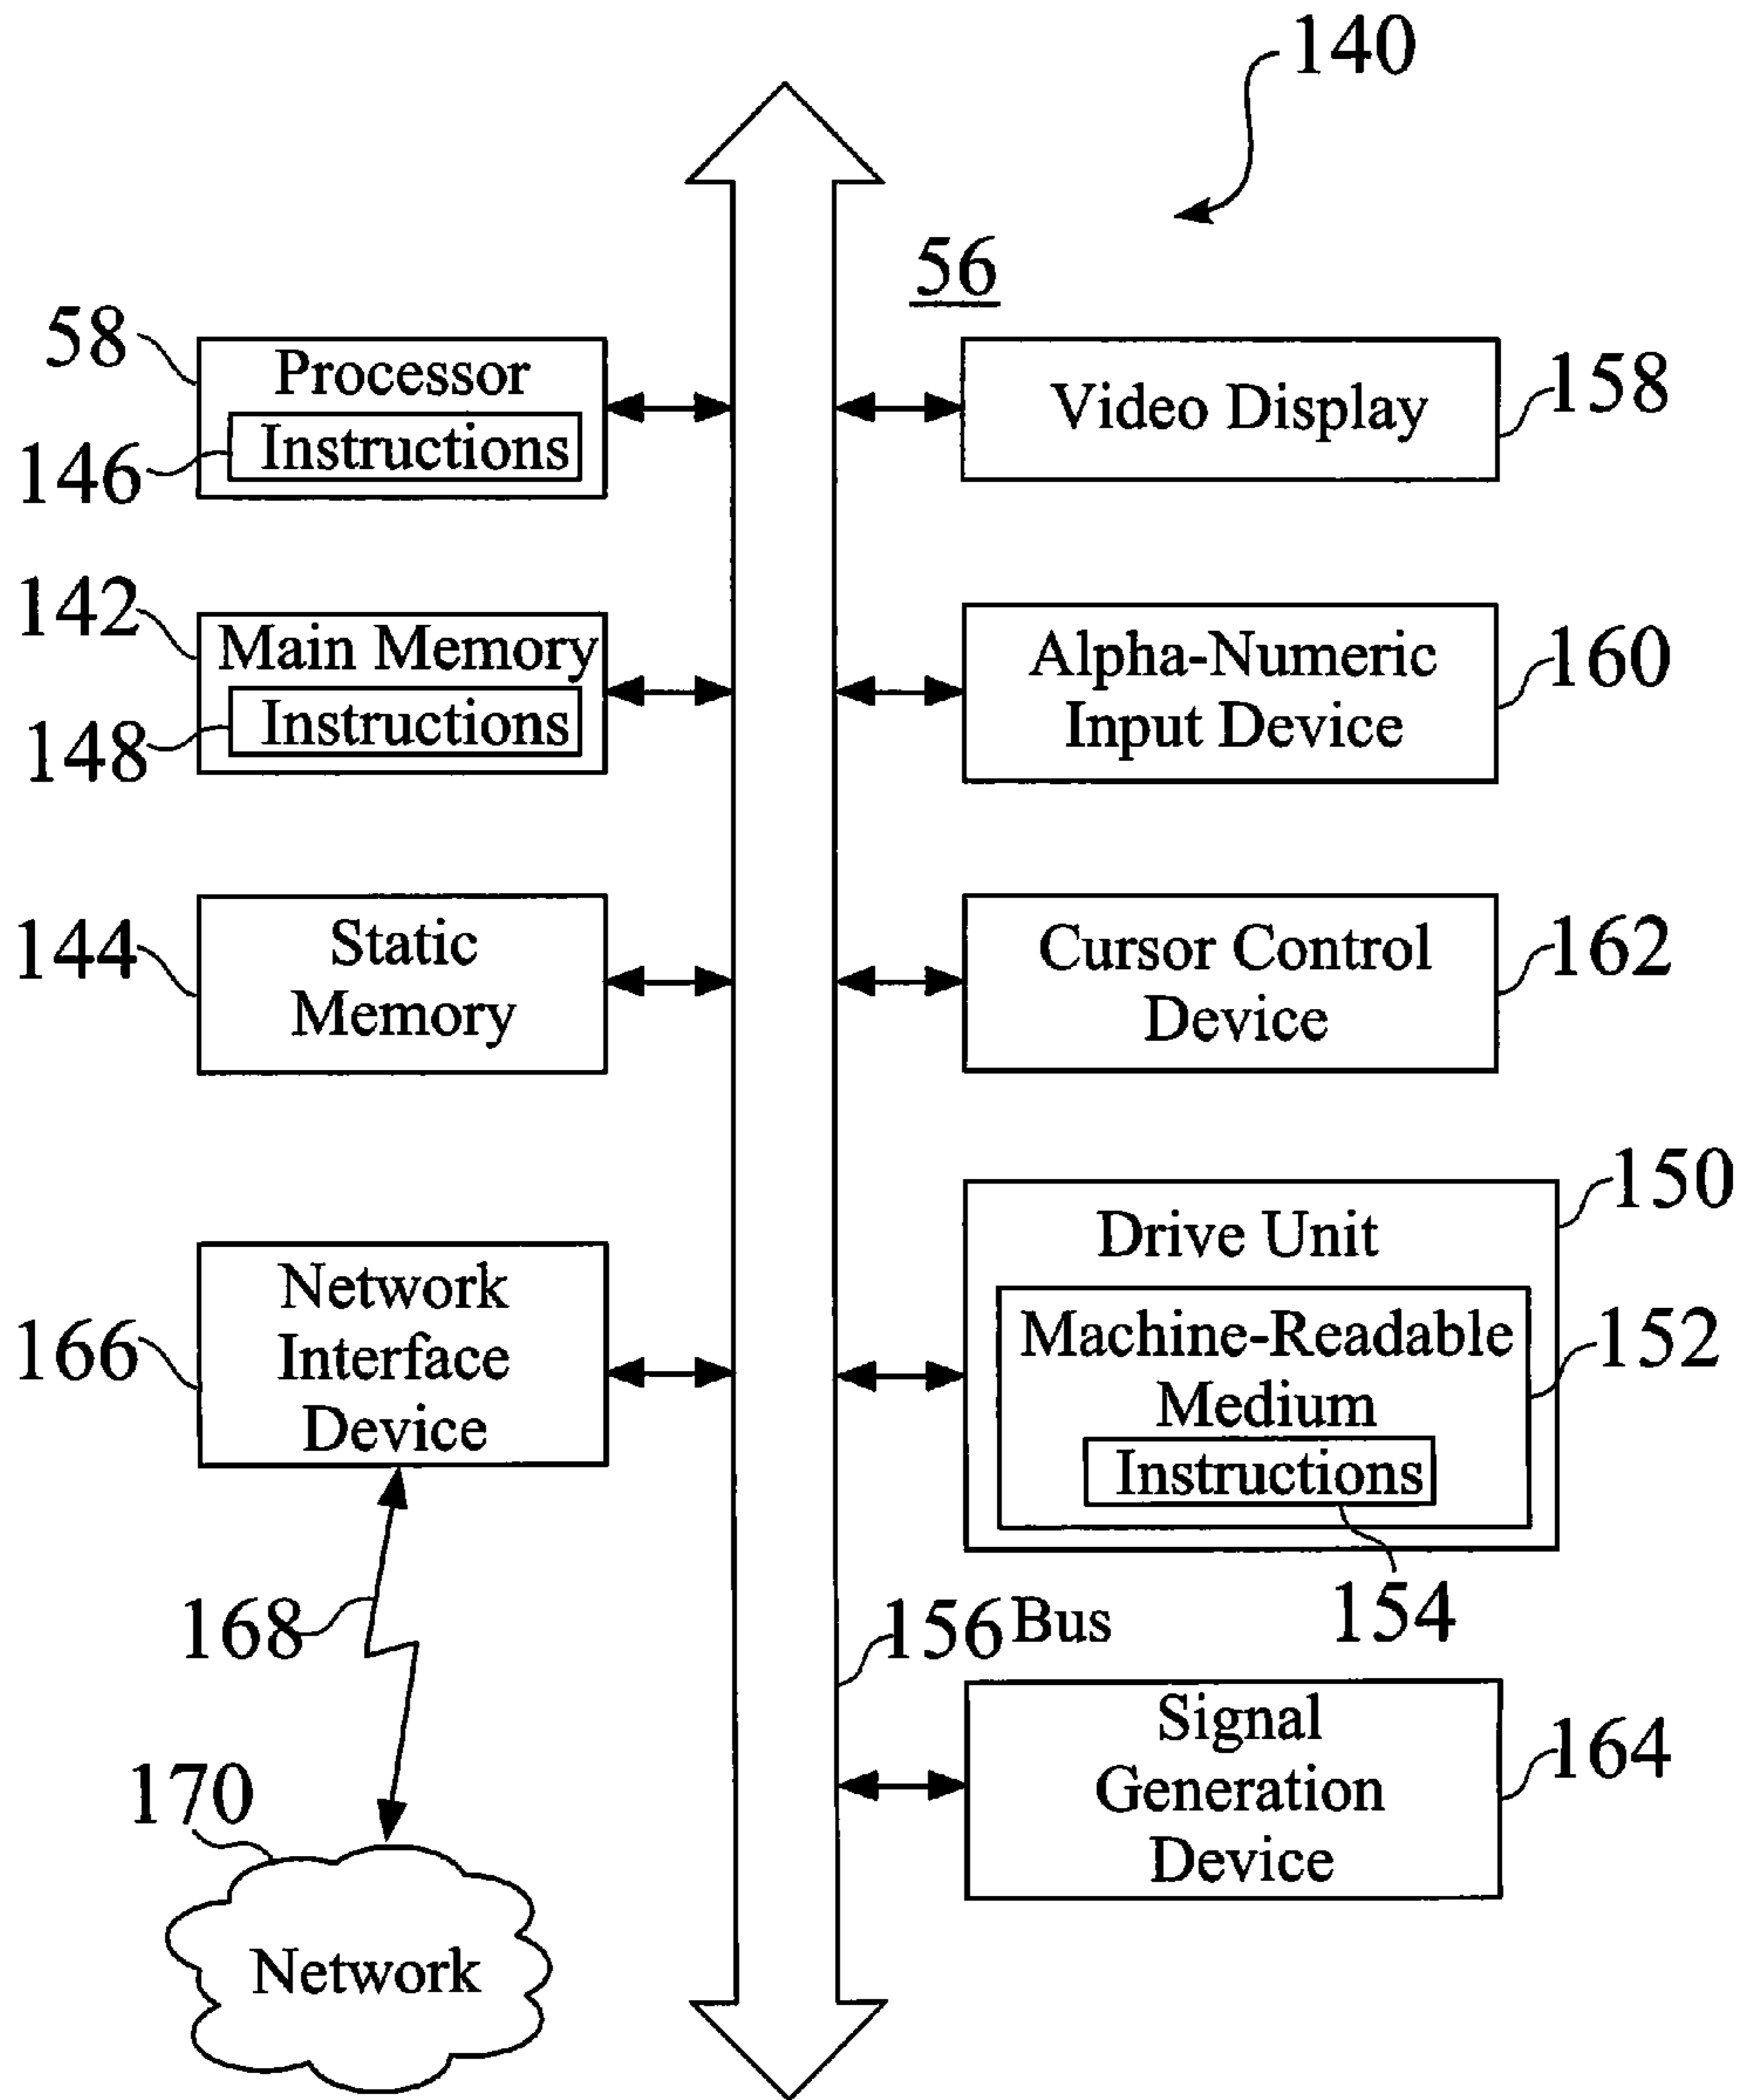 140
56
58
Processor
146
Instructions
Video Display
158
142
Main Memory
148
Instructions
Alpha-Numeric
Input Device
160
144
Static
Memory
Cursor Control
Device
162
166
Network
Interface
Device
150
Drive Unit
Machine-Readable
Medium
152
Instructions
154
168
156 Bus
Signal
Generation
Device
164
170
Network